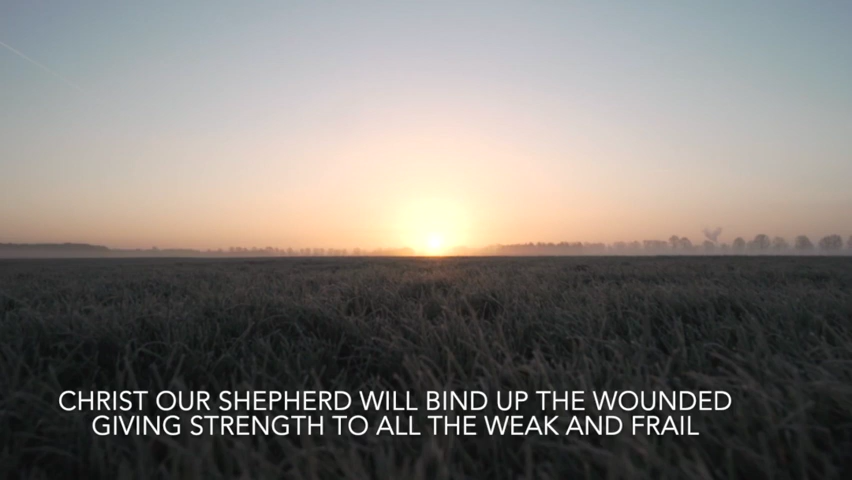 CHRIST OUR SHEPHERD WILL BIND UP THE WOUNDED
GIVING STRENGTH TO ALL THE WEAK AND FRAIL